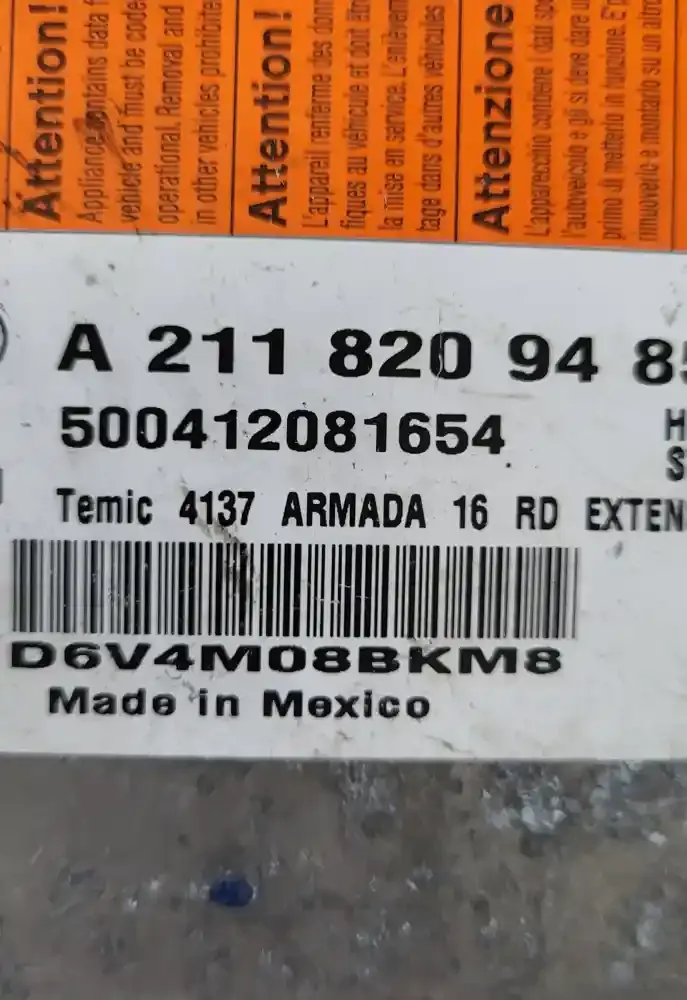 Attention!
Appliance contains data
vehicle and must be code
operational. Removal and
in other vehicles prohibite
Attention!
L'appareil renferme des don
fiques au véhicule et doit êtr
la mise en service. L'enlèvem
tage dans d'autres véhicules
Attenzione
L'apparecchio contiene i dati spe
l'autoveicolo e gli si deve dare u
primo di metterlo in funzione. E'p
rimuoverlo e montarlo su un altro
A 211 820 94 8
500412081654
H
S
Temic 4137 ARMADA 16 RD EXTEN
D6V4M08BKM8
Made in Mexico